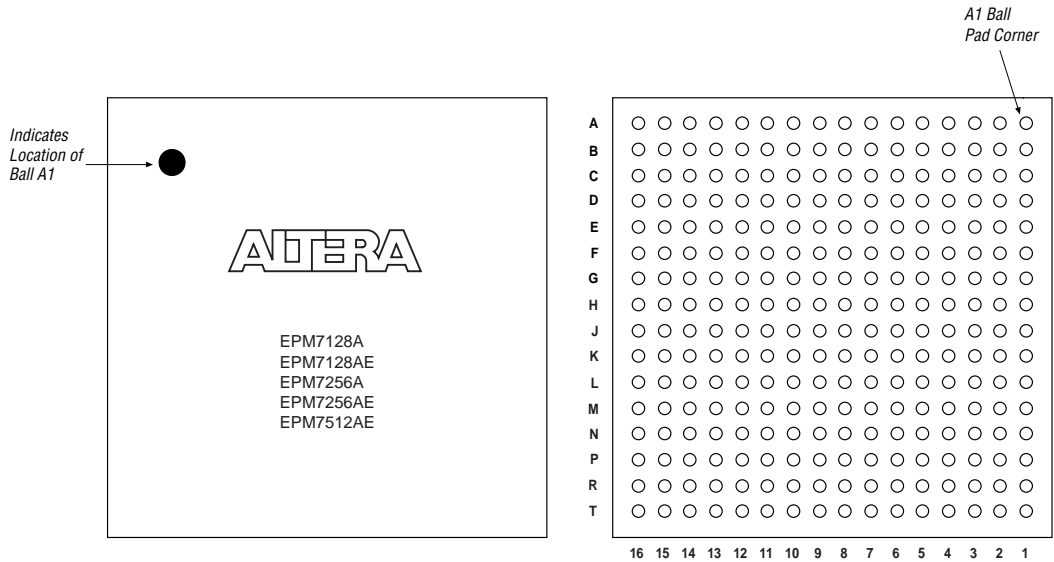 A1 Ball
Pad Corner
Indicates
Location of
Ball A1
ALTERA
EPM7128A
EPM7128AE
EPM7256A
EPM7256AE
EPM7512AE
A
B
C
D
E
F
G
H
J
K
L
M
N
P
R
T
16 15 14 13 12 11 10 9 8 7 6 5 4 3 2 1